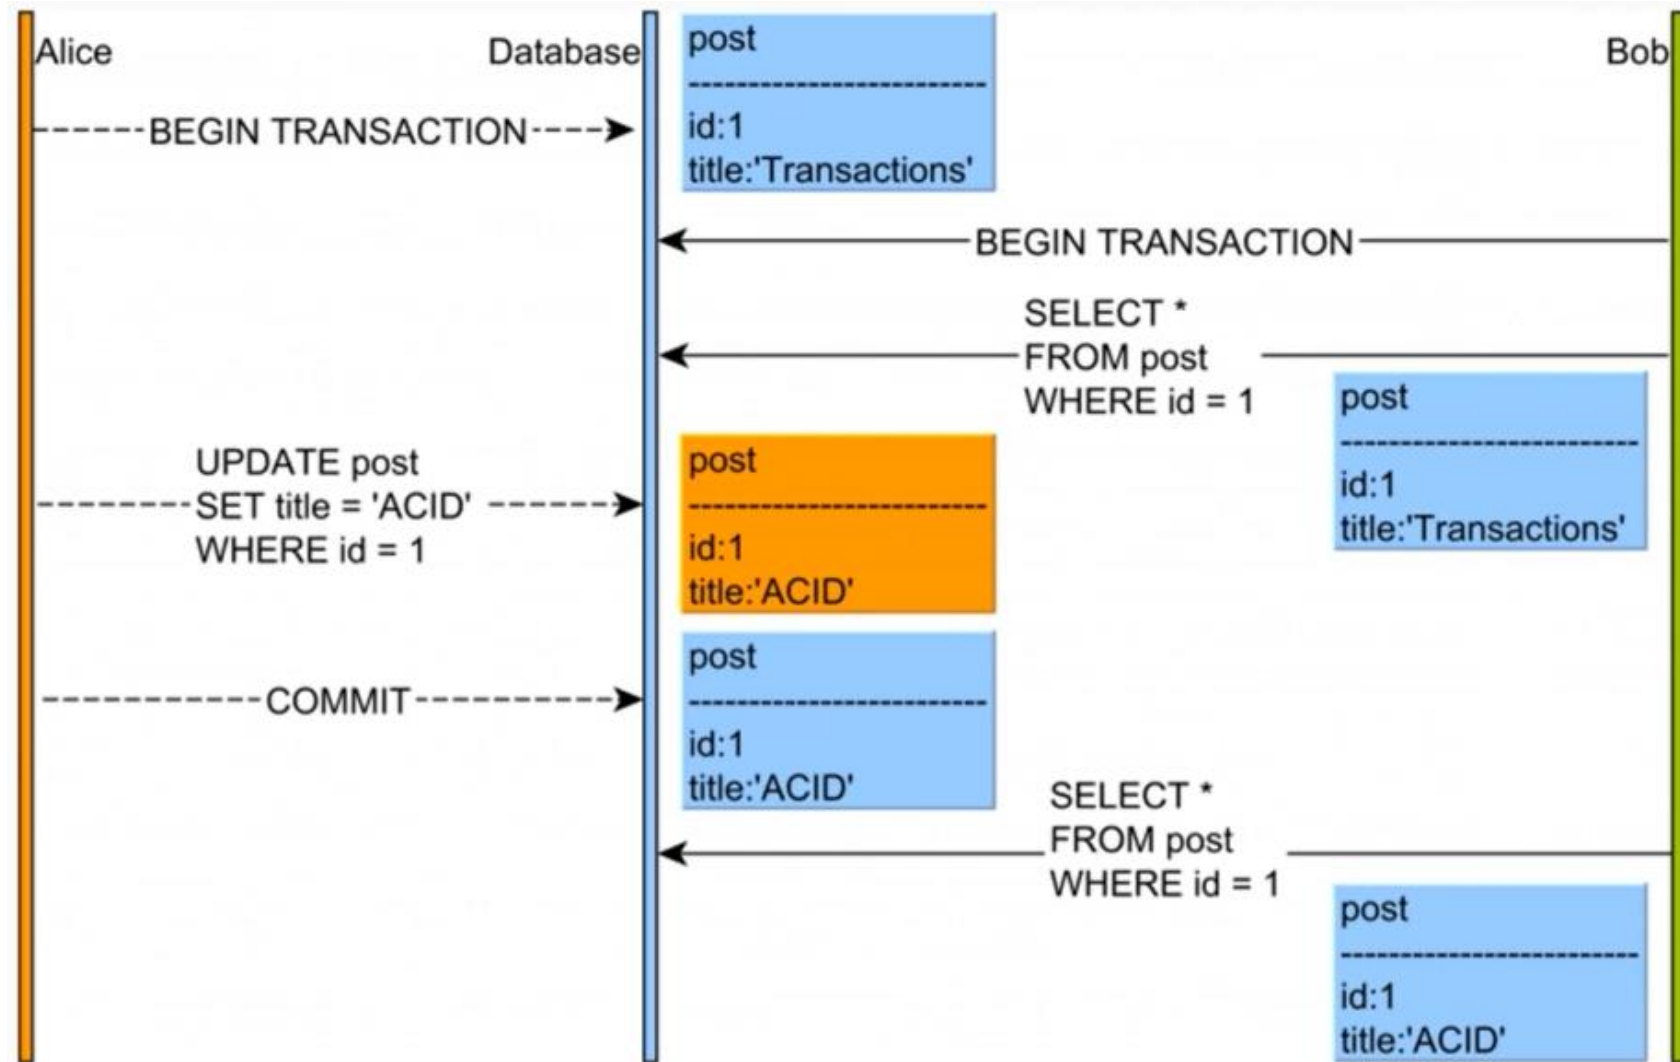 Alice
Database
Bob
post
--------------------------
id:1
title:'Transactions'
BEGIN TRANSACTION
BEGIN TRANSACTION
SELECT *
FROM post
WHERE id = 1
post
--------------------------
id:1
title:'Transactions'
UPDATE post
SET title = 'ACID'
WHERE id = 1
post
--------------------------
id:1
title:'ACID'
COMMIT
post
--------------------------
id:1
title:'ACID'
SELECT *
FROM post
WHERE id = 1
post
--------------------------
id:1
title:'ACID'